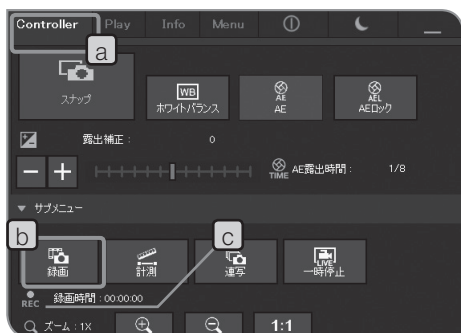 Controller Play Info Menu
a
スナップ
WB
ホワイトバランス
AE
AE
AEL
AEロック
露出補正： 0
TIME AE露出時間： 1/8
サブメニュー
b
c
録画
計測
連写
LIVE
一時停止
REC 録画時間：00:00:00
ズーム：1X 1:1